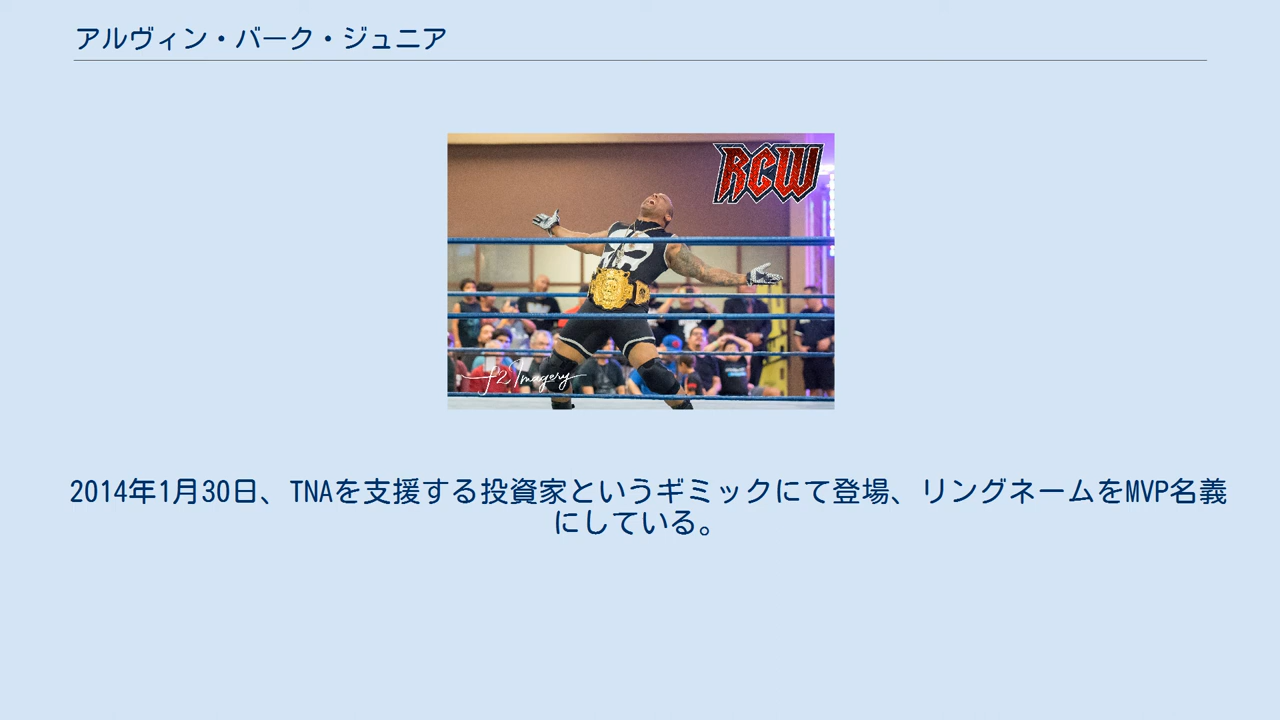 アルヴィン・バーク・ジュニア
RCW
P2 Imagery
2014年1月30日、TNAを支援する投資家というギミックにて登場、リングネームをMVP名義
にしている。